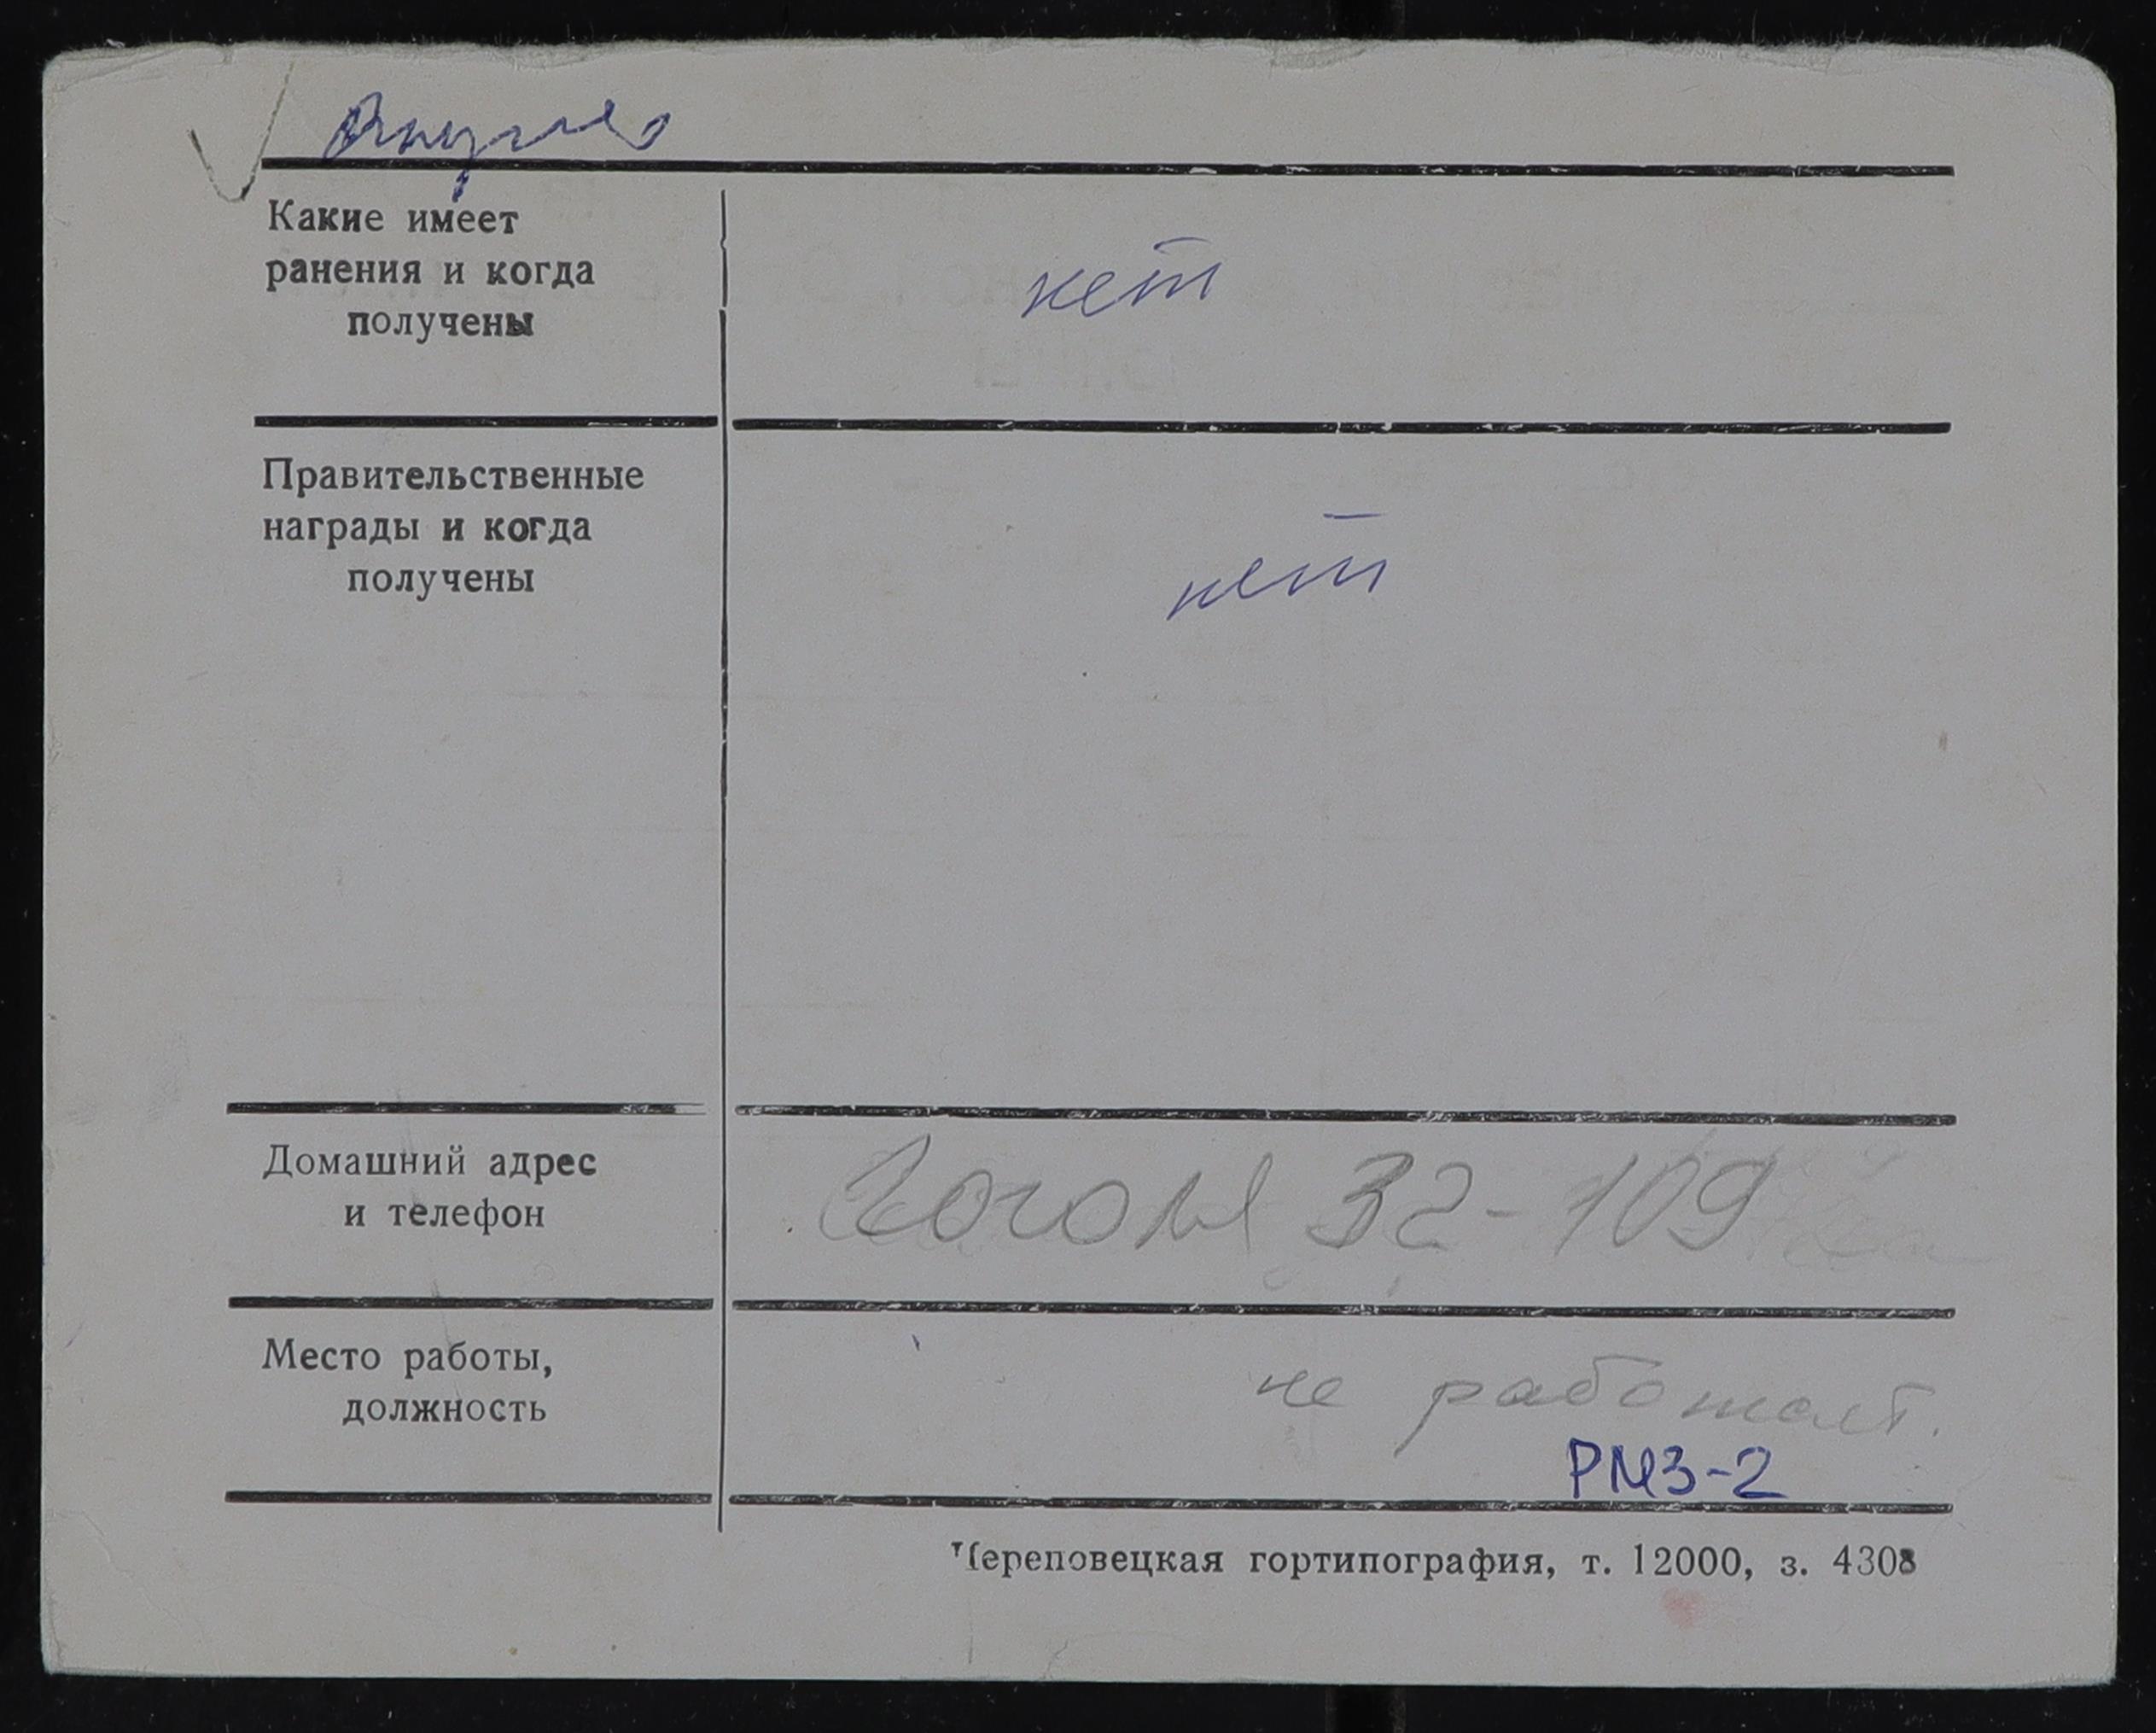 Какие имеет
ранения и когда
получены
нет
Правительственные
награды и когда
получены
нет
Домашний адрес
и телефон
Гоголя 32-109
Место работы,
должность
не работает.
РМЗ-2
Череповецкая гортипография, т. 12000, з. 4308